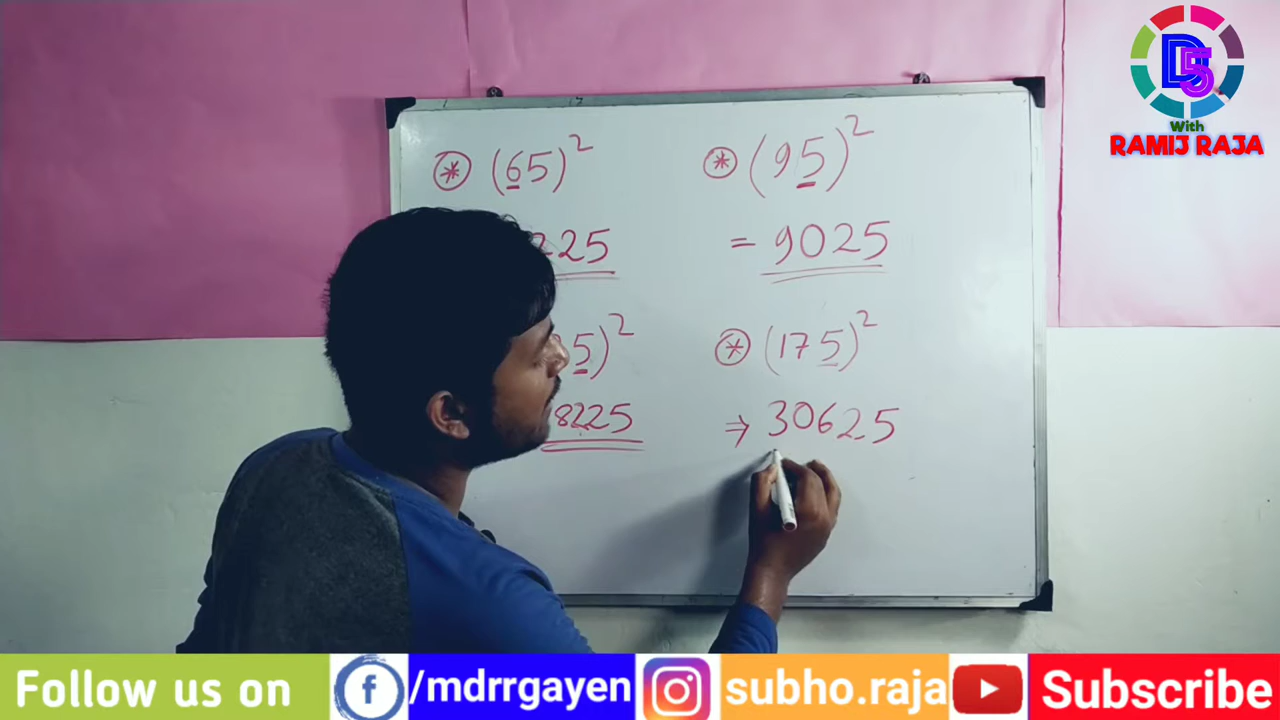 D5
With
RAMIJ RAJA
(65)²
225
(95)²
= 9025
5)²
8225
(175)²
⇒ 30625
Follow us on
f /mdrrgayen
subho.raja
Subscribe